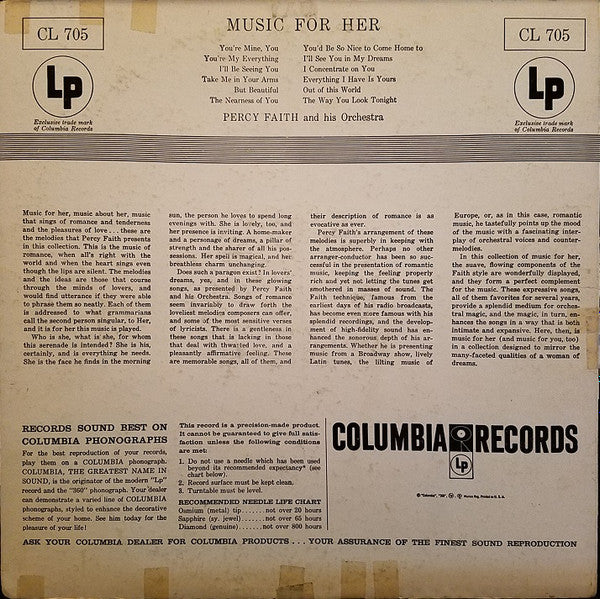 CL 705
MUSIC FOR HER
CL 705
Lp
Exclusive trade mark
of Columbia Records
You're Mine, You
You're My Everything
I'll Be Seeing You
Take Me in Your Arms
But Beautiful
The Nearness of You
You'd Be So Nice to Come Home to
I'll See You in My Dreams
I Concentrate on You
Everything I Have Is Yours
Out of this World
The Way You Look Tonight
PERCY FAITH and his Orchestra
Lp
Exclusive trade mark
of Columbia Records
Music for her, music about her, music
that sings of romance and tenderness
and the pleasures of love . . . these are
the melodies that Percy Faith presents
in this collection. This is the music of
romance, when all's right with the
world and when the heart sings even
though the lips are silent. The melodies
and the ideas are those that course
through the minds of lovers, and
would find utterance if they were able
to phrase them so neatly. Each of them
is addressed to what grammarians
call the second person singular, to Her,
and it is for her this music is played.
Who is she, what is she, for whom
this serenade is intended? She is his,
certainly, and is everything he needs.
She is the face he finds in the morning
sun, the person he loves to spend long
evenings with. She is lovely, too, and
her presence is inviting. A home-maker
and a personage of dreams, a pillar of
strength and the sharer of all his pos-
sessions. Her spell is magical, and her
breathless charm unchanging.
Does such a paragon exist? In lovers'
dreams, yea, and in these glowing
songs, as presented by Percy Faith
and his Orchestra. Songs of romance
seem invariably to draw forth the
loveliest melodies composers can offer,
and some of the most sensitive verses
of lyricists. There is a gentleness in
these songs that is lacking in those
that deal with thwarted love, and a
pleasantly affirmative feeling. These
are memorable songs, all of them, and
their description of romance is as
evocative as ever.
Percy Faith's arrangement of these
melodies is superbly in keeping with
the atmosphere. Perhaps no other
arranger-conductor has been so suc-
cessful in the presentation of romantic
music, keeping the feeling properly
rich and yet not letting the tunes get
smothered in masses of sound. The
Faith technique, famous from the
earliest days of his radio broadcasts,
has become even more famous with his
splendid recordings, and the develop-
ment of high-fidelity sound has en-
hanced the sonorous depth of his ar-
rangements. Whether he is presenting
music from a Broadway show, lively
Latin tunes, the lilting music of
Europe, or, as in this case, romantic
music, he tastefully points up the mood
of the music with a fascinating inter-
play of orchestral voices and counter-
melodies.
In this collection of music for her,
the suave, flowing components of the
Faith style are wonderfully displayed,
and they form a perfect complement
for the music. These expressive songs,
all of them favorites for several years,
provide a splendid medium for orches-
tral magic, and the magic, in turn, en-
hances the songs in a way that is both
intimate and expansive. Here, then, is
music for her (and music for you, too)
in a collection designed to mirror the
many-faceted qualities of a woman of
dreams.
RECORDS SOUND BEST ON
COLUMBIA PHONOGRAPHS
For the best reproduction of your records,
play them on a COLUMBIA phonograph.
COLUMBIA, THE GREATEST NAME IN
SOUND, is the originator of the modern "Lp"
record and the "360" phonograph. Your dealer
can demonstrate a varied line of COLUMBIA
phonographs, styled to enhance the decorative
scheme of your home. See him today for the
pleasure of your life!
This record is a precision-made product.
It cannot be guaranteed to give full satis-
faction unless the following conditions
are met:
1. Do not use a needle which has been used
beyond its recommended expectancy* (see
chart below).
2. Record surface must be kept clean.
3. Turntable must be level.
RECOMMENDED NEEDLE LIFE CHART
Osmium (metal) tip.......not over 20 hours
Sapphire (sy. jewel).......not over 65 hours
Diamond (genuine).......not over 800 hours
COLUMBIA RECORDS
Lp
® "Columbia", "360", Marcas Reg. Printed in U. S. A.
ASK YOUR COLUMBIA DEALER FOR COLUMBIA PRODUCTS . . . YOUR ASSURANCE OF THE FINEST SOUND REPRODUCTION